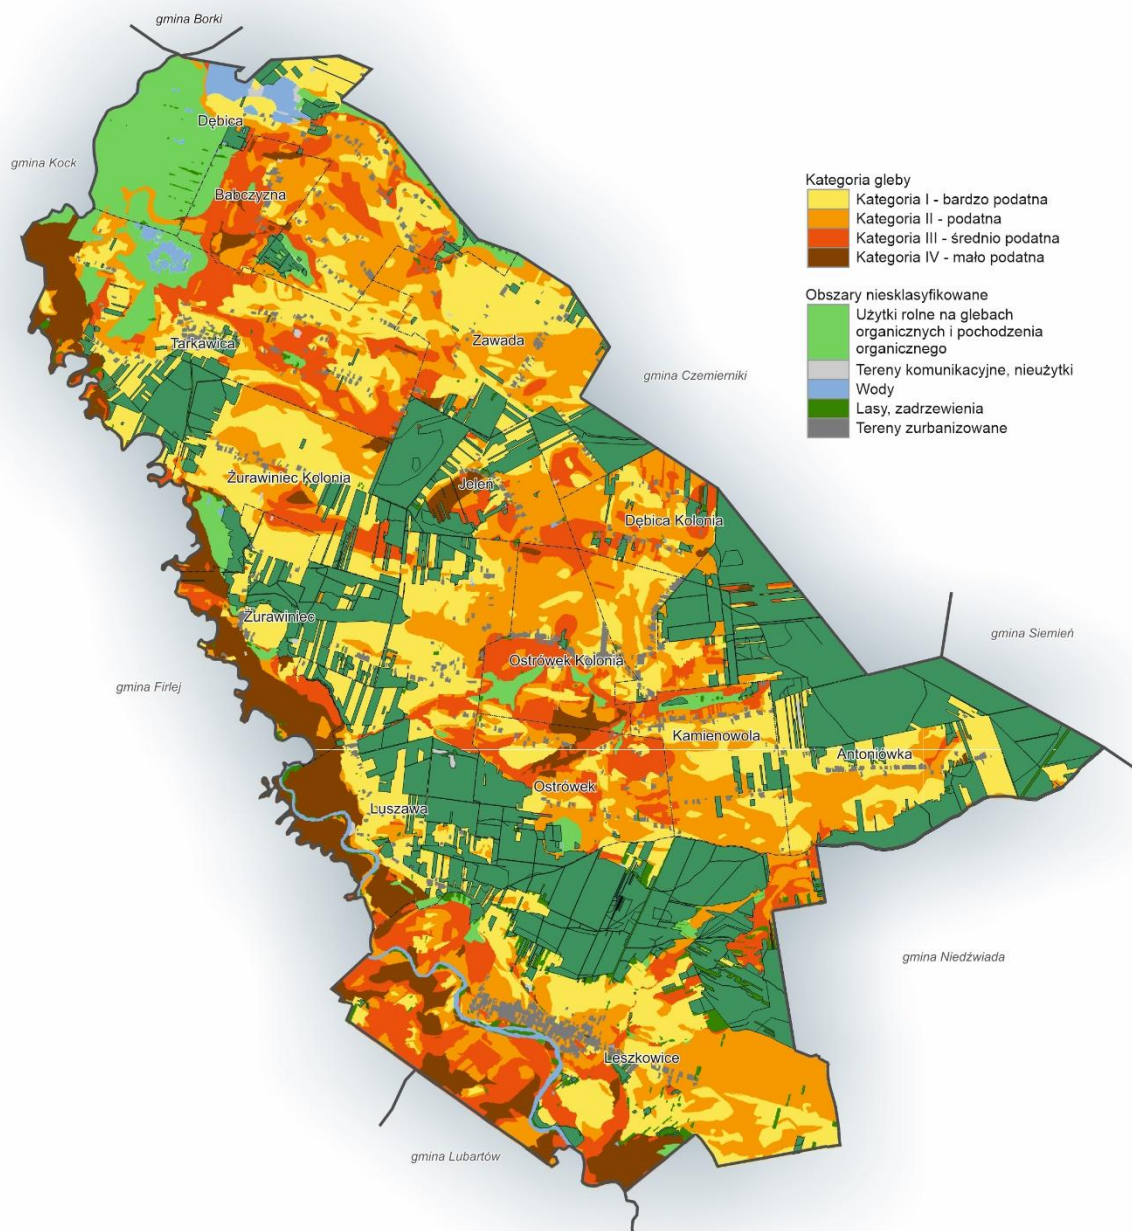 gmina Borki
Dębica
gmina Kock
Babczyzna
Kategoria gleby
Kategoria I - bardzo podatna
Kategoria II - podatna
Kategoria III - średnio podatna
Kategoria IV - mało podatna
Obszary niesklasyfikowane
Użytki rolne na glebach
organicznych i pochodzenia
organicznego
Tereny komunikacyjne, nieużytki
Wody
Lasy, zadrzewienia
Tereny zurbanizowane
Tarkawica
Zawada
gmina Czemierniki
Żurawiniec Kolonia
Jeleń
Dębica Kolonia
Żurawiniec
gmina Siemień
Ostrówek Kolonia
gmina Firlej
Kamienowola
Antoniówka
Ostrówek
Luszawa
gmina Niedźwiada
Leszkowice
gmina Lubartów